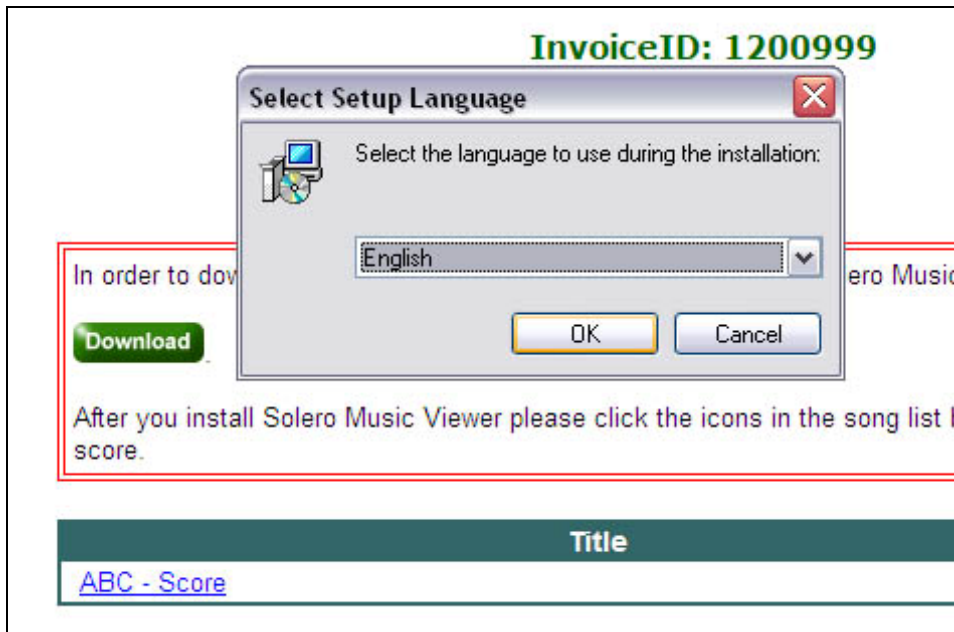 InvoiceID: 1200999
Select Setup Language
Select the language to use during the installation:
English
OK Cancel
In order to dow ero Music
Download .
After you install Solero Music Viewer please click the icons in the song list
score.
Title
ABC - Score